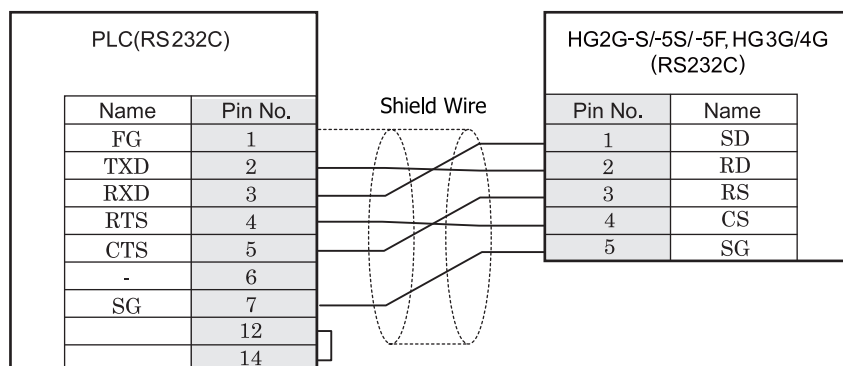 PLC(RS232C)
Name Pin No.
FG 1
TXD 2
RXD 3
RTS 4
CTS 5
- 6
SG 7
12
14
Shield Wire
HG2G-S/-5S/-5F, HG3G/4G
(RS232C)
Pin No. Name
1 SD
2 RD
3 RS
4 CS
5 SG